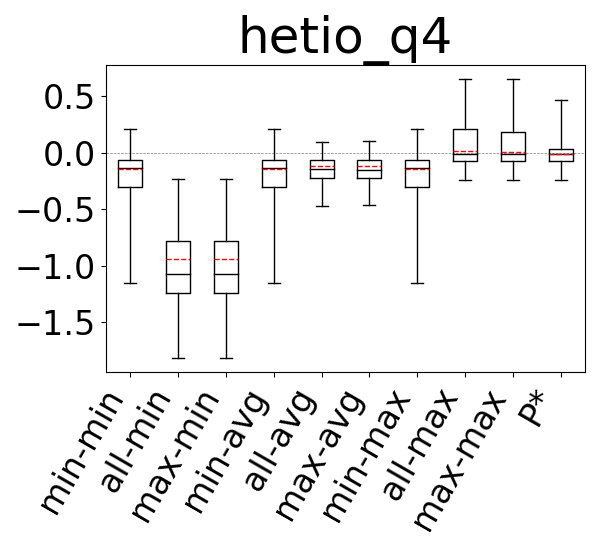 hetio_q4
0.5
0.0
−0.5
−1.0
−1.5
min-min
all-min
max-min
min-avg
all-avg
max-avg
min-max
all-max
max-max
P*